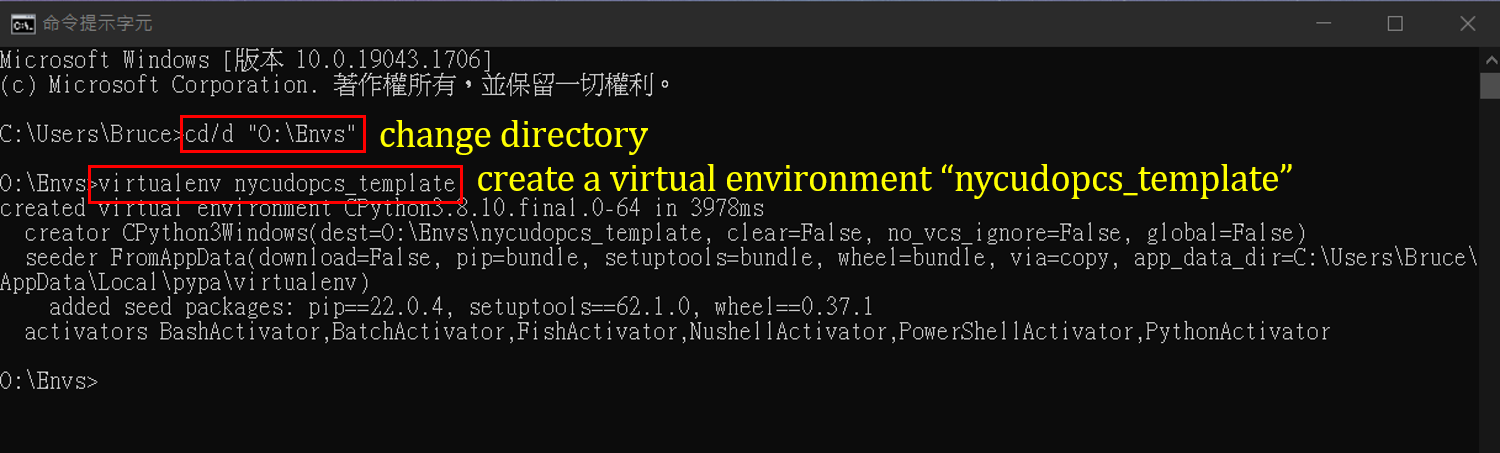 命令提示字元
Microsoft Windows [版本 10.0.19043.1706]
(c) Microsoft Corporation. 著作權所有，並保留一切權利。
C:\Users\Bruce>cd/d "O:\Envs" change directory
O:\Envs>virtualenv nycudopcs_template create a virtual environment “nycudopcs_template”
created virtual environment CPython3.8.10.final.0-64 in 3978ms
creator CPython3Windows(dest=O:\Envs\nycudopcs_template, clear=False, no_vcs_ignore=False, global=False)
seeder FromAppData(download=False, pip=bundle, setuptools=bundle, wheel=bundle, via=copy, app_data_dir=C:\Users\Bruce\
AppData\Local\pypa\virtualenv)
added seed packages: pip==22.0.4, setuptools==62.1.0, wheel==0.37.1
activators BashActivator,BatchActivator,FishActivator,NushellActivator,PowerShellActivator,PythonActivator
O:\Envs>